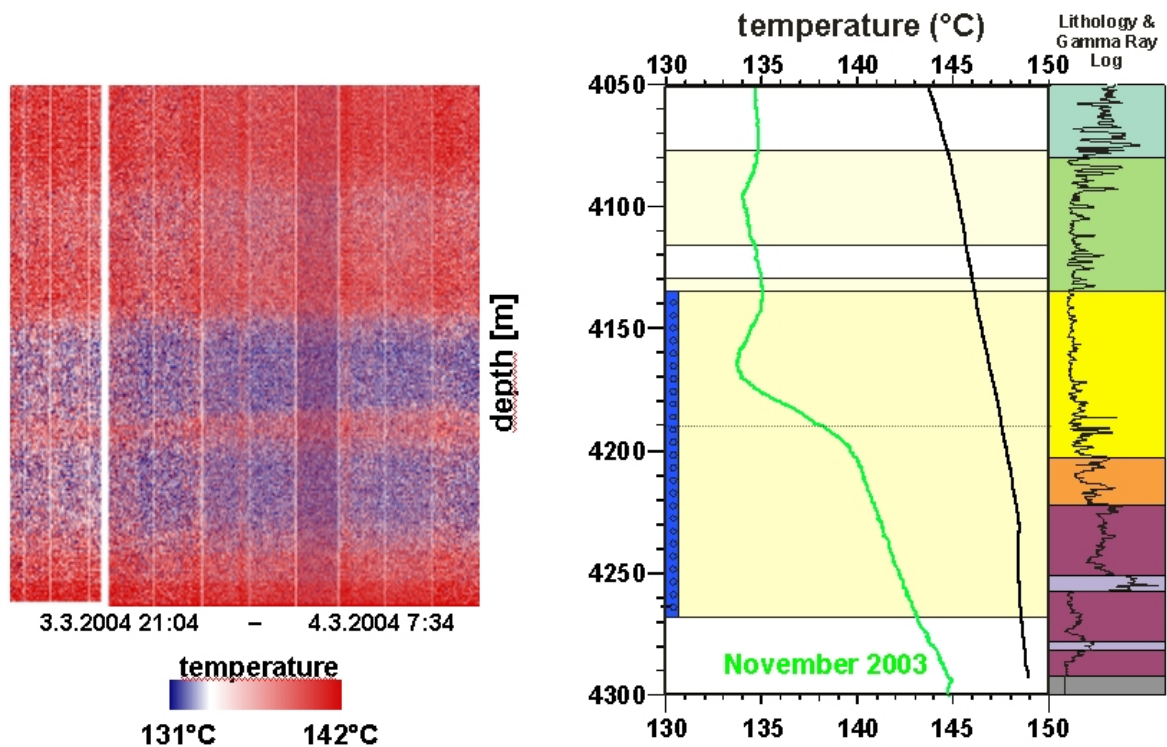 3.3.2004 21:04 – 4.3.2004 7:34
temperature
131°C 142°C
depth [m]
temperature (°C)
130 135 140 145 150
4050
4100
4150
4200
4250
4300
November 2003
130 135 140 145 150
Lithology &
Gamma Ray
Log